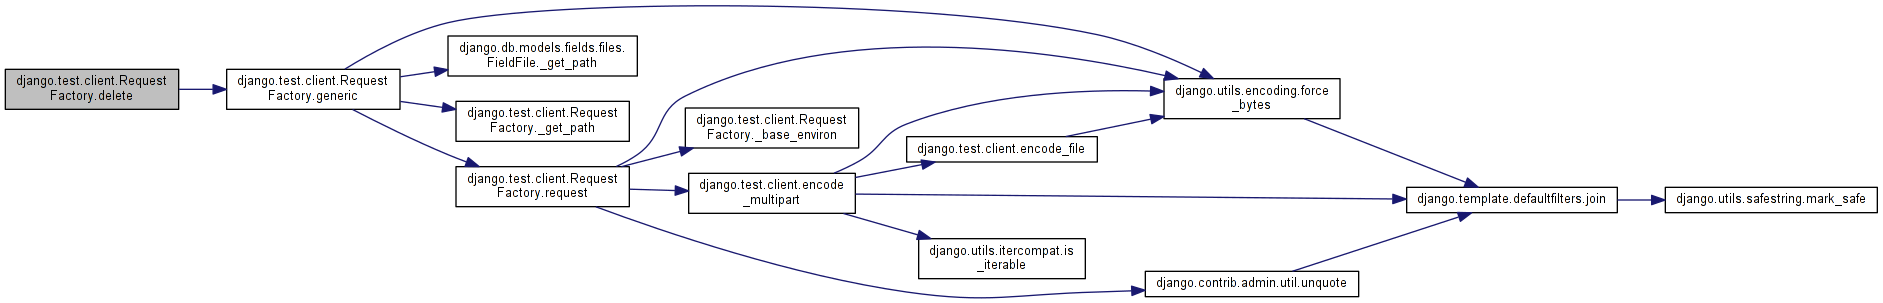 django.test.client.Request
Factory.delete
django.test.client.Request
Factory.generic
django.db.models.fields.files.
FieldFile._get_path
django.test.client.Request
Factory._get_path
django.test.client.Request
Factory.request
django.test.client.Request
Factory._base_environ
django.test.client.encode
_multipart
django.test.client.encode_file
django.utils.itercompat.is
_iterable
django.utils.encoding.force
_bytes
django.contrib.admin.util.unquote
django.template.defaultfilters.join
django.utils.safestring.mark_safe